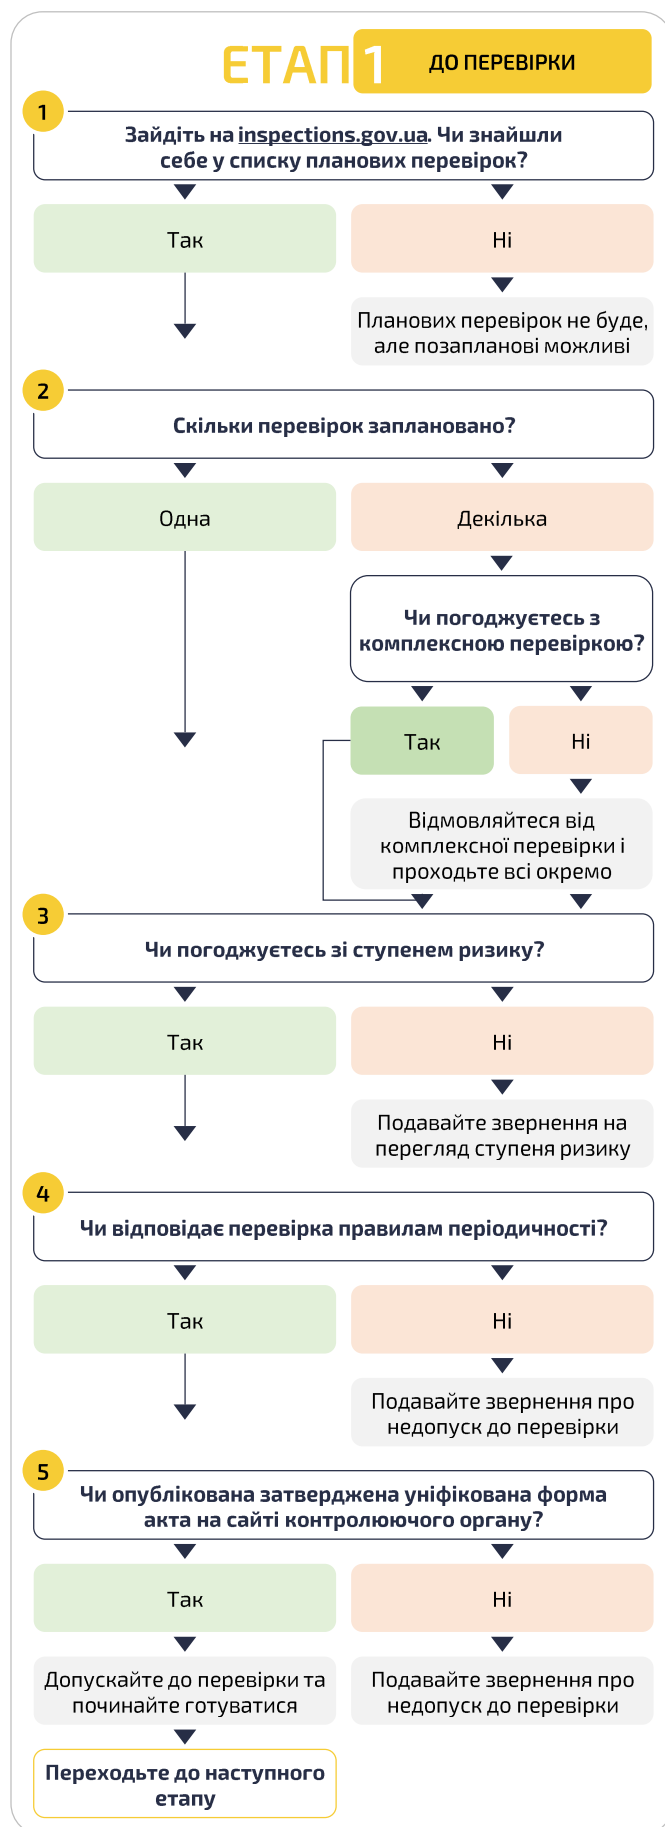 ЕТАП 1
ДО ПЕРЕВІРКИ
1
Зайдіть на inspections.gov.ua. Чи знайшли
себе у списку планових перевірок?
Так
Ні
Планових перевірок не буде,
але позапланові можливі
2
Скільки перевірок заплановано?
Одна
Декілька
Чи погоджуєтесь з
комплексною перевіркою?
Так
Ні
Відмовляйтеся від
комплексної перевірки і
проходьте всі окремо
3
Чи погоджуєтесь зі ступенем ризику?
Так
Ні
Подавайте звернення на
перегляд ступеня ризику
4
Чи відповідає перевірка правилам періодичності?
Так
Ні
Подавайте звернення про
недопуск до перевірки
5
Чи опублікована затверджена уніфікована форма
акта на сайті контролюючого органу?
Так
Ні
Допускайте до перевірки та
починайте готуватися
Подавайте звернення про
недопуск до перевірки
Переходьте до наступного
етапу